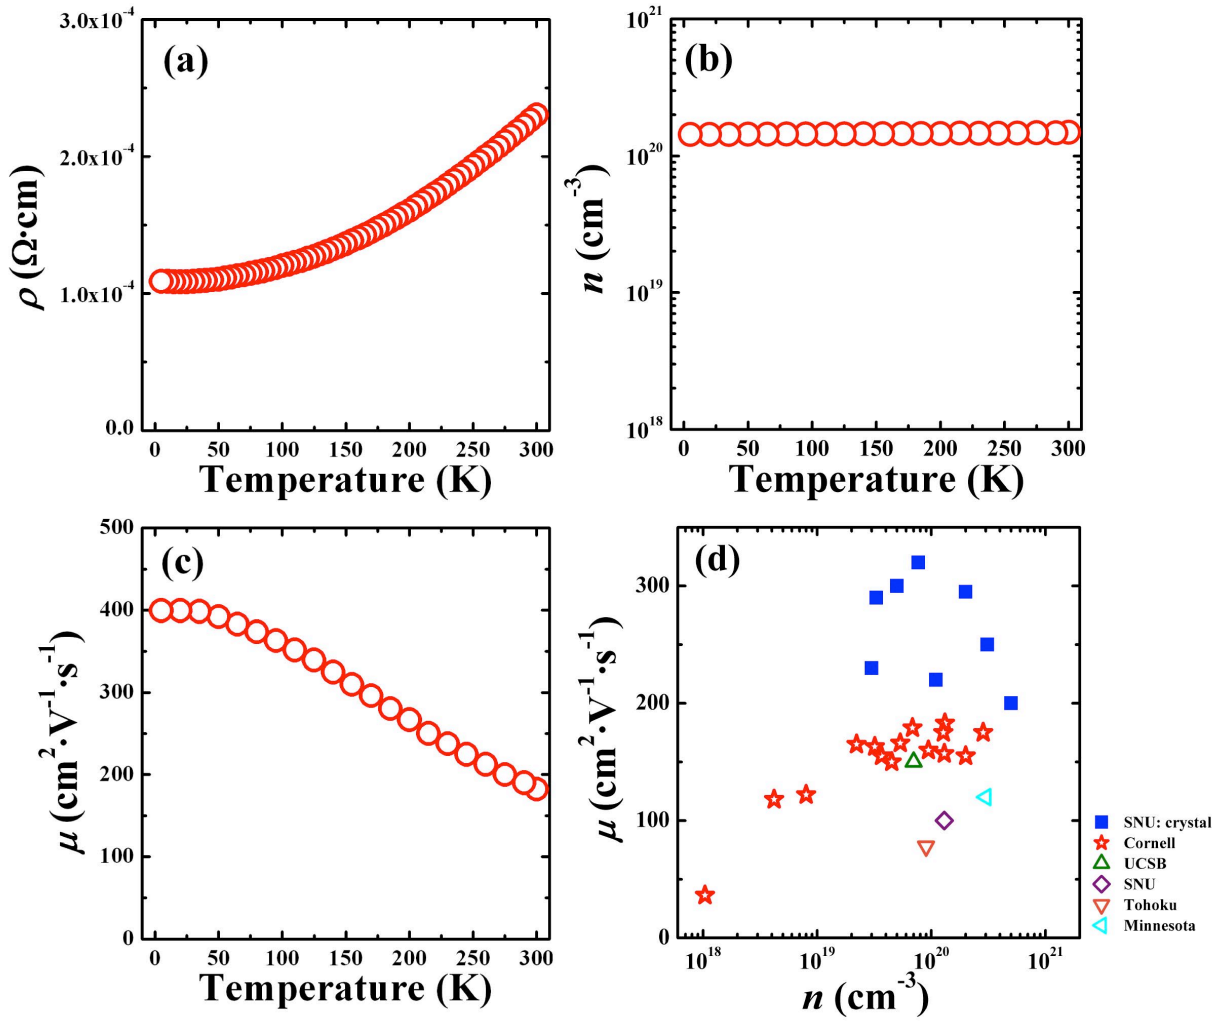 (a)
3.0x10⁻⁴
2.0x10⁻⁴
1.0x10⁻⁴
0.0
ρ (Ω·cm)
0 50 100 150 200 250 300
Temperature (K)
(b)
10²¹
10²⁰
10¹⁹
10¹⁸
n (cm⁻³)
0 50 100 150 200 250 300
Temperature (K)
(c)
500
400
300
200
100
0
μ (cm²·V⁻¹·s⁻¹)
0 50 100 150 200 250 300
Temperature (K)
(d)
300
200
100
0
μ (cm²·V⁻¹·s⁻¹)
10¹⁸ 10¹⁹ 10²⁰ 10²¹
n (cm⁻³)
SNU: crystal
Cornell
UCSB
SNU
Tohoku
Minnesota